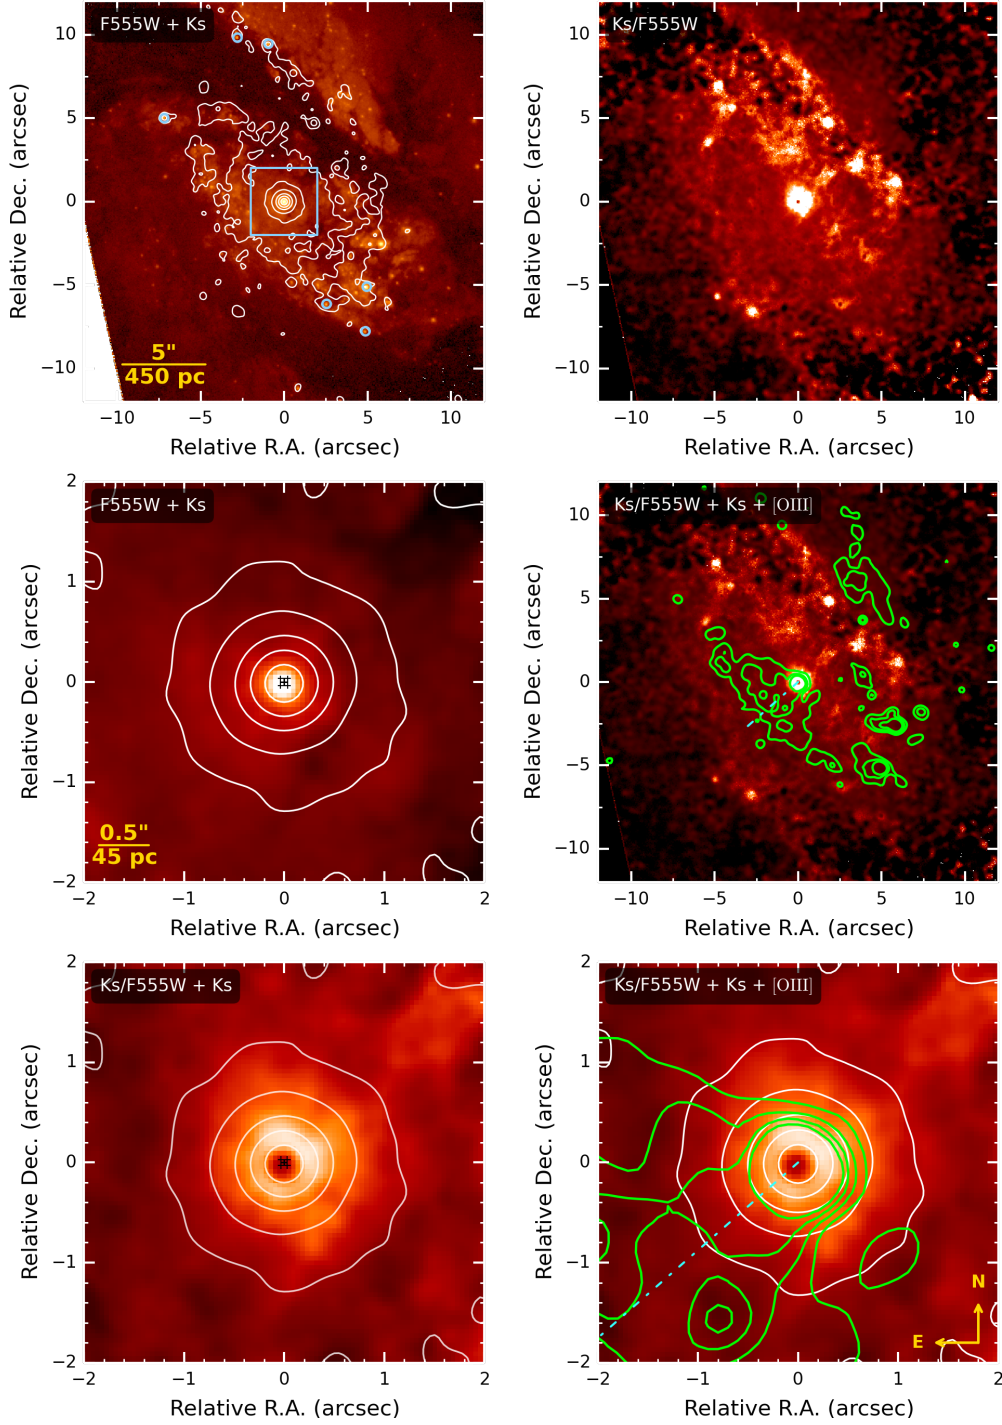 F555W + Ks
10
5
0
−5
−10
−10
−5
0
5
10
Relative Dec. (arcsec)
Relative R.A. (arcsec)
5"
450 pc
Ks/F555W
10
5
0
−5
−10
−10
−5
0
5
10
Relative Dec. (arcsec)
Relative R.A. (arcsec)
F555W + Ks
2
1
0
−1
−2
−2
−1
0
1
2
Relative Dec. (arcsec)
Relative R.A. (arcsec)
0.5"
45 pc
Ks/F555W + Ks + [OIII]
10
5
0
−5
−10
−10
−5
0
5
10
Relative Dec. (arcsec)
Relative R.A. (arcsec)
Ks/F555W + Ks
2
1
0
−1
−2
−2
−1
0
1
2
Relative Dec. (arcsec)
Relative R.A. (arcsec)
Ks/F555W + Ks + [OIII]
2
1
0
−1
−2
−2
−1
0
1
2
Relative Dec. (arcsec)
Relative R.A. (arcsec)
N
E